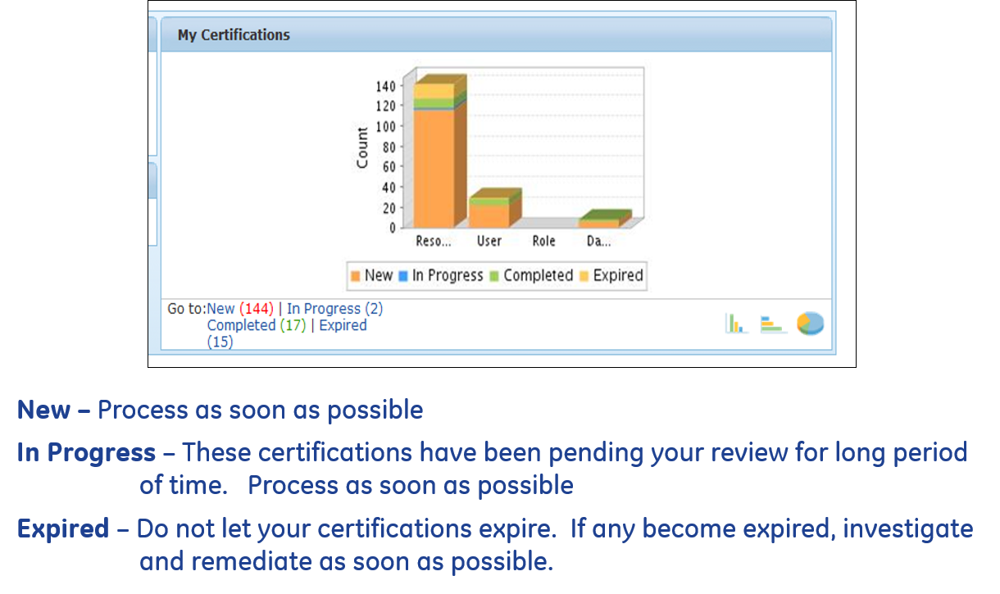 My Certifications
140
120
100
80
60
40
20
0
Count
Reso... User Role Da...
New In Progress Completed Expired
Go to:New (144) | In Progress (2)
Completed (17) | Expired
(15)
New – Process as soon as possible
In Progress – These certifications have been pending your review for long period
of time.   Process as soon as possible
Expired – Do not let your certifications expire.  If any become expired, investigate
and remediate as soon as possible.